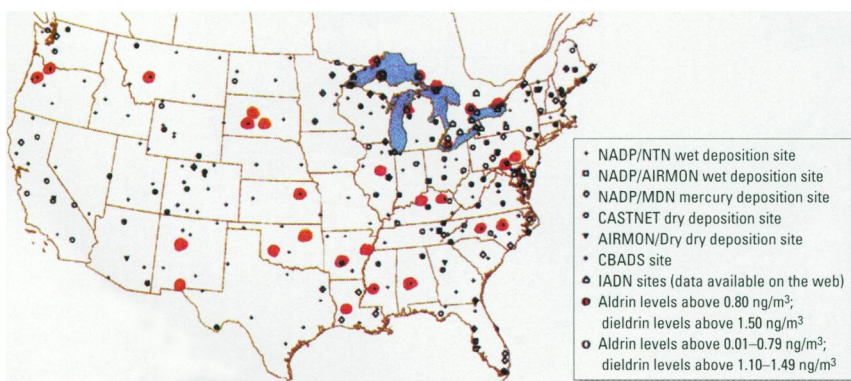 NADP/NTN wet deposition site
NADP/AIRMON wet deposition site
NADP/MDN mercury deposition site
CASTNET dry deposition site
AIRMON/Dry dry deposition site
CBADS site
IADN sites (data available on the web)
Aldrin levels above 0.80 ng/m³;
dieldrin levels above 1.50 ng/m³
Aldrin levels above 0.01–0.79 ng/m³;
dieldrin levels above 1.10–1.49 ng/m³